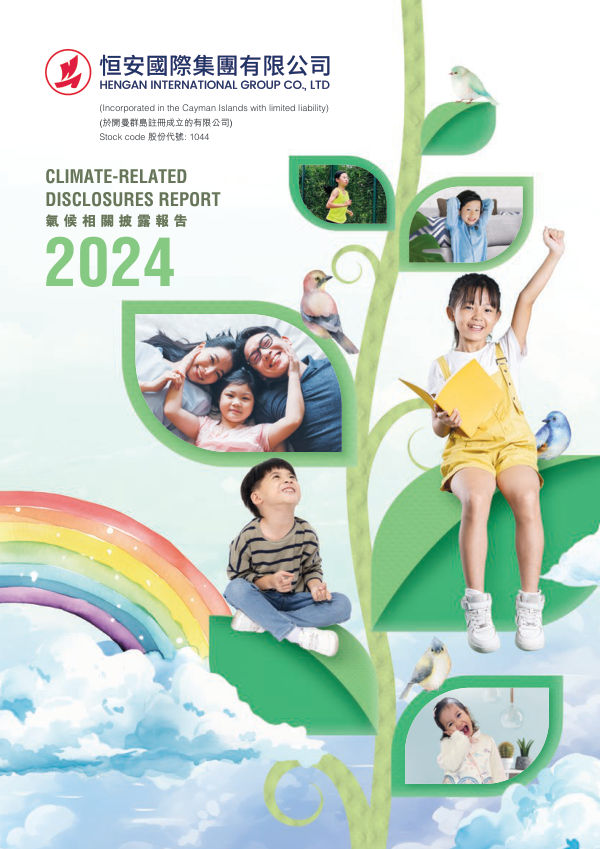 恒安國際集團有限公司
HENGAN INTERNATIONAL GROUP CO., LTD
(Incorporated in the Cayman Islands with limited liability)
(於開曼群島註冊成立的有限公司)
Stock code 股份代號: 1044
CLIMATE-RELATED
DISCLOSURES REPORT
氣候相關披露報告
2024